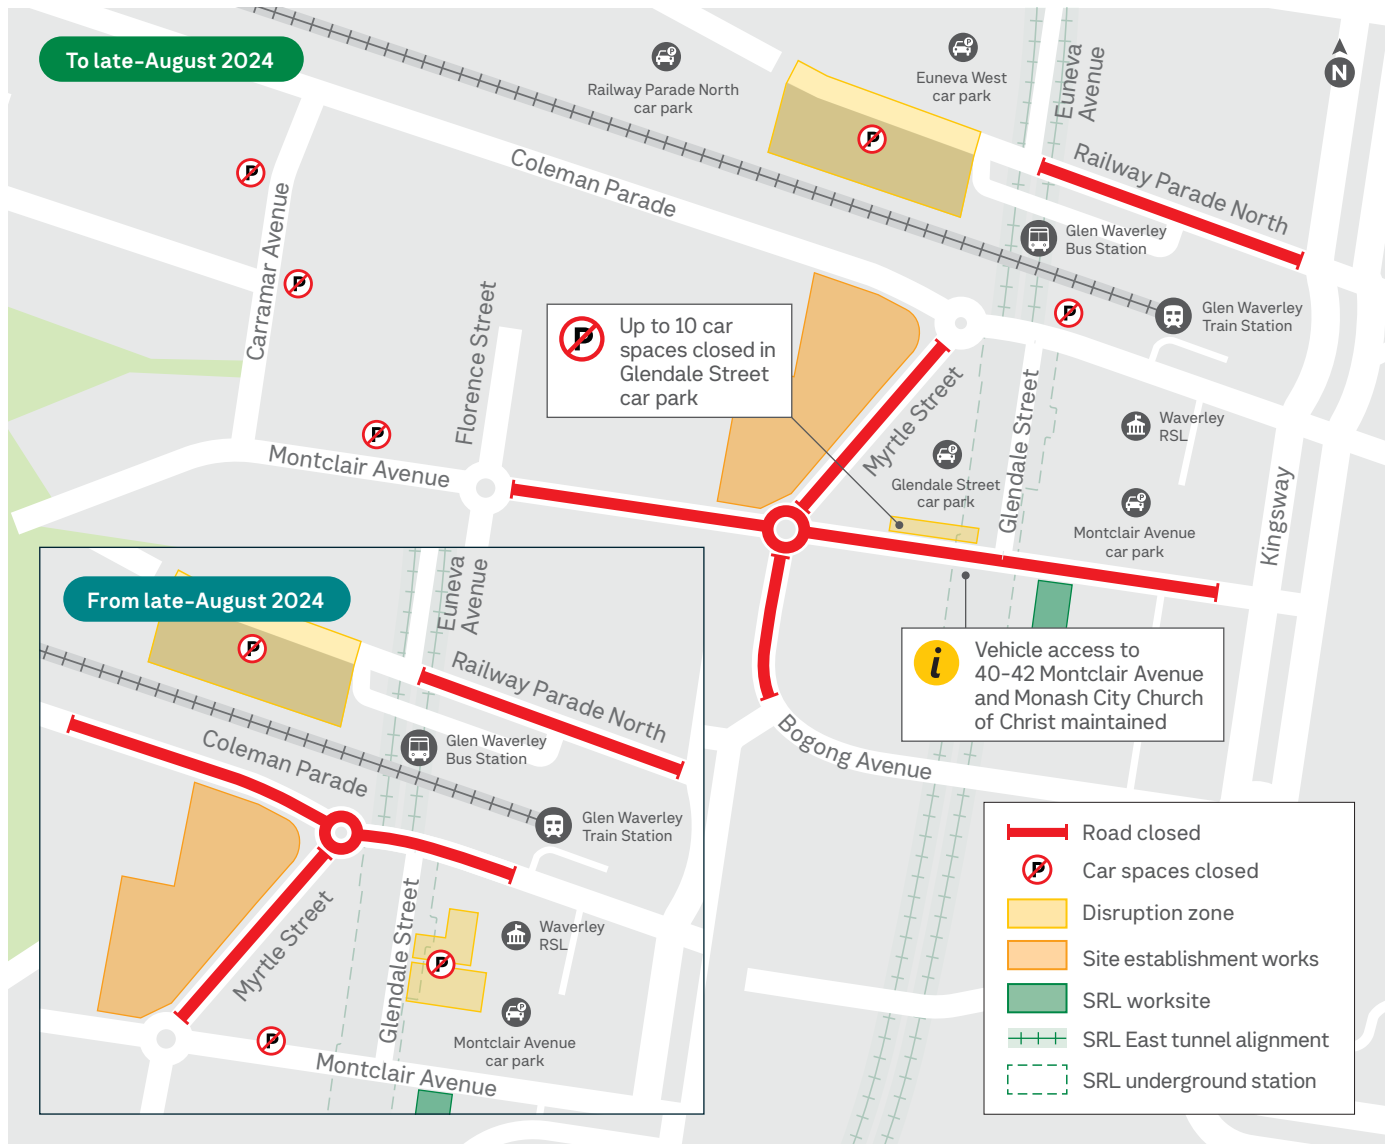 To late-August 2024
Railway Parade North
car park
Euneva West
car park
Euneva
Avenue
N
P
Railway Parade North
Coleman Parade
P
Carramar Avenue
P
Glen Waverley
Bus Station
Glen Waverley
Train Station
P
Florence Street
P
Up to 10 car
spaces closed in
Glendale Street
car park
Myrtle Street
Glendale Street
Waverley
RSL
P
Montclair Avenue
Glendale Street
car park
Montclair Avenue
car park
Kingsway
i
Vehicle access to
40-42 Montclair Avenue
and Monash City Church
of Christ maintained
Bogong Avenue
From late-August 2024
Euneva
Avenue
P
Railway Parade North
Coleman Parade
Glen Waverley
Bus Station
Glen Waverley
Train Station
Myrtle Street
Glendale Street
Waverley
RSL
P
P
Montclair Avenue
car park
Montclair Avenue
Road closed
P
Car spaces closed
Disruption zone
Site establishment works
SRL worksite
SRL East tunnel alignment
SRL underground station